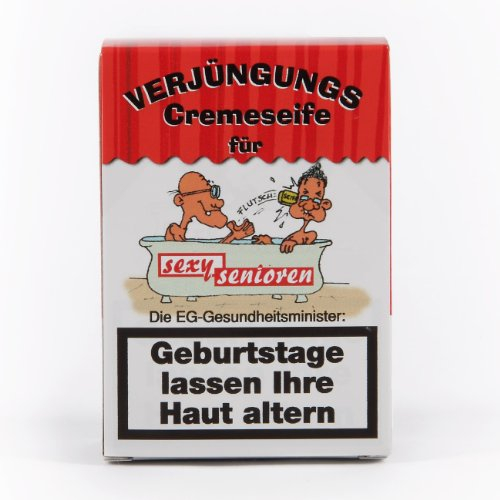 VERJÜNGUNGS
Cremeseife
für
FLUTSCH!
sexy
senioren
Die EG-Gesundheitsminister:
Geburtstage
lassen Ihre
Haut altern